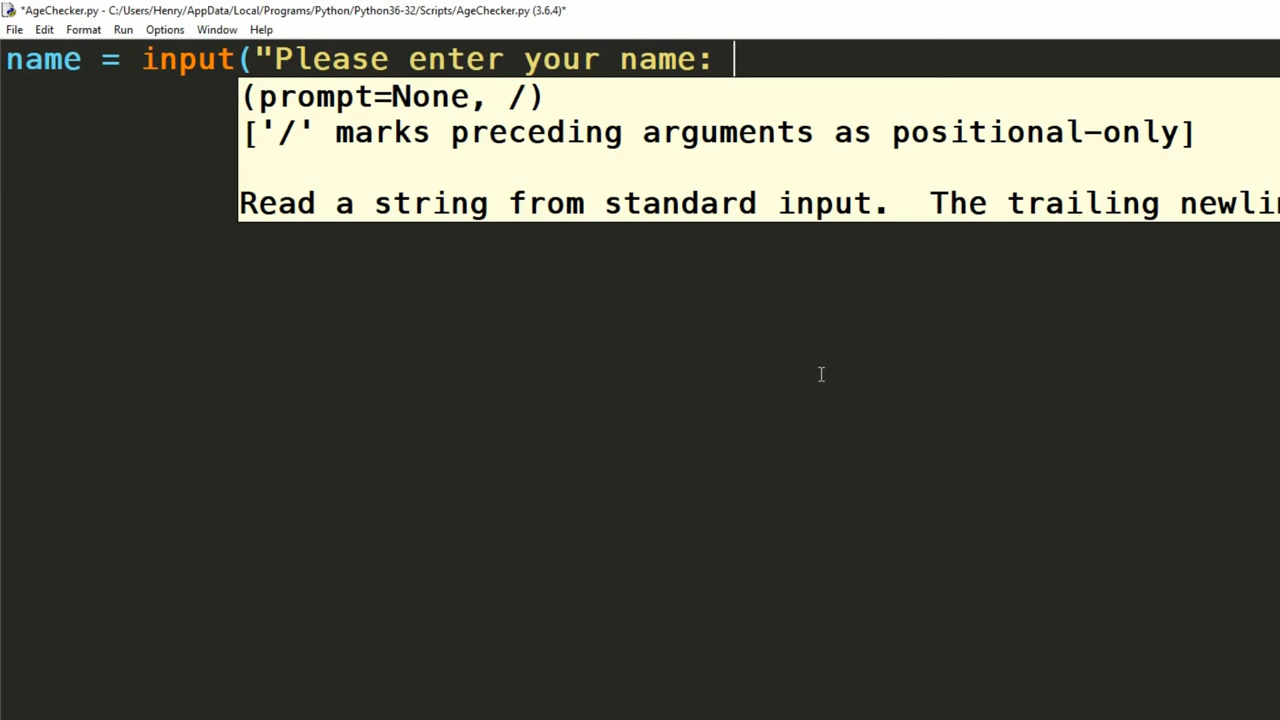 *AgeChecker.py - C:/Users/Henry/AppData/Local/Programs/Python/Python36-32/Scripts/AgeChecker.py (3.6.4)*
File Edit Format Run Options Window Help
name = input("Please enter your name:
(prompt=None, /)
['/' marks preceding arguments as positional-only]
Read a string from standard input.  The trailing newli